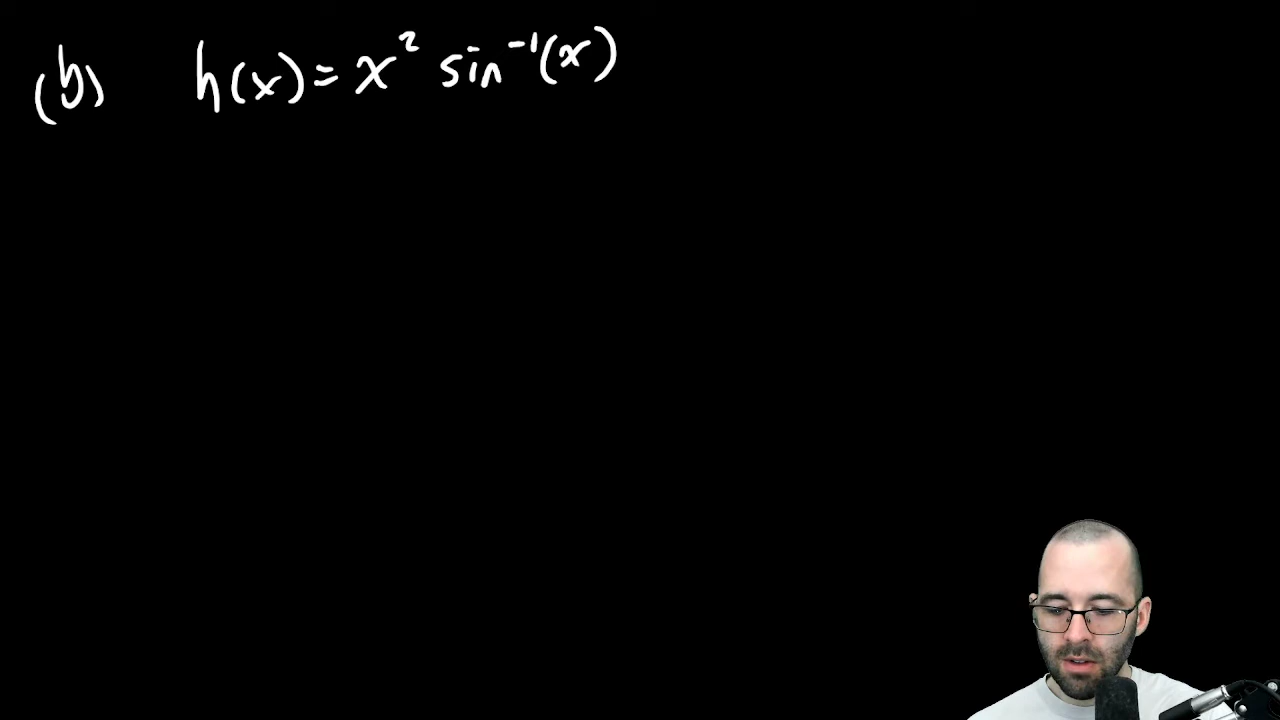 (b) h(x) = x² sin⁻¹(x)